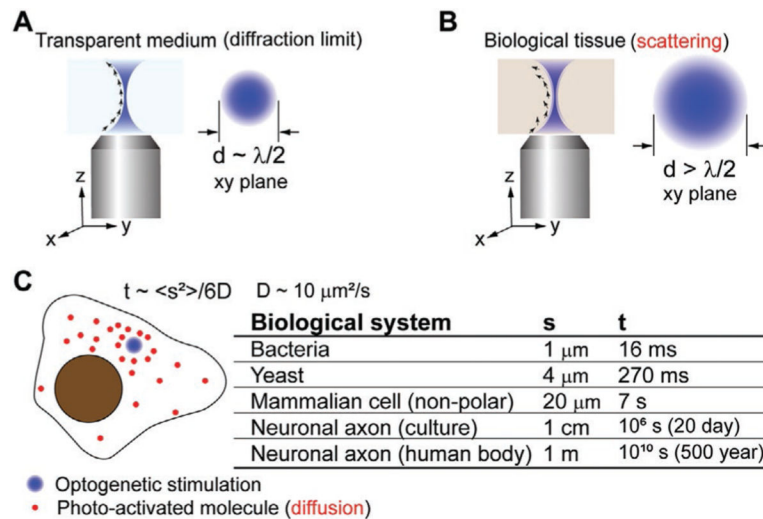 A
Transparent medium (diffraction limit)
d ~ λ/2
xy plane
z
y
x
B
Biological tissue (scattering)
d > λ/2
xy plane
z
y
x
C
t ~ <s²>/6D D ~ 10 μm²/s
Biological system s t
Bacteria 1 μm 16 ms
Yeast 4 μm 270 ms
Mammalian cell (non-polar) 20 μm 7 s
Neuronal axon (culture) 1 cm 10⁶ s (20 day)
Neuronal axon (human body) 1 m 10¹⁰ s (500 year)
Optogenetic stimulation
Photo-activated molecule (diffusion)